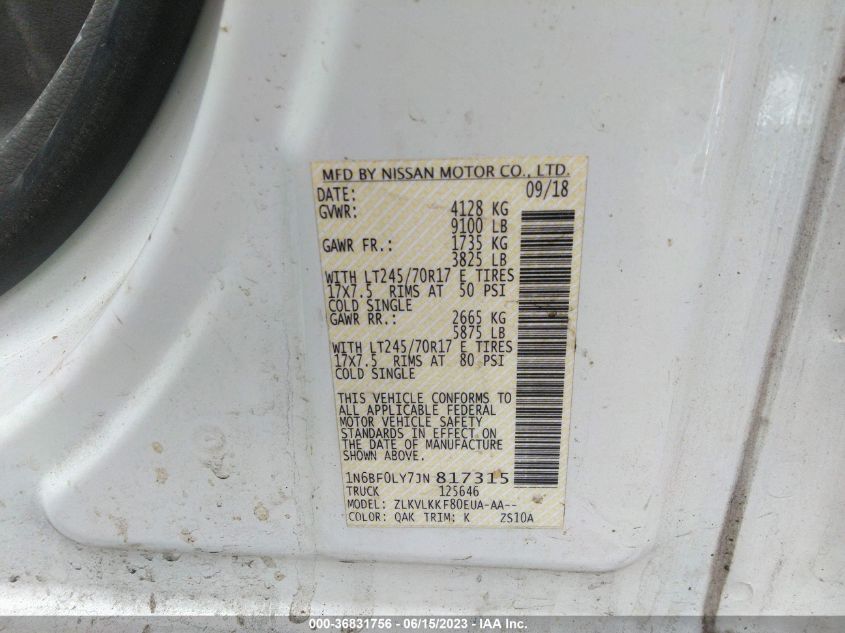 MFD BY NISSAN MOTOR CO., LTD.
DATE: 09/18
GVWR: 4128 KG
9100 LB
GAWR FR.: 1735 KG
3825 LB
WITH LT245/70R17 E TIRES
17X7.5 RIMS AT 50 PSI
COLD SINGLE
GAWR RR.: 2665 KG
5875 LB
WITH LT245/70R17 E TIRES
17X7.5 RIMS AT 80 PSI
COLD SINGLE
THIS VEHICLE CONFORMS TO
ALL APPLICABLE FEDERAL
MOTOR VEHICLE SAFETY
STANDARDS IN EFFECT ON
THE DATE OF MANUFACTURE
SHOWN ABOVE.
1N6BF0LY7JN 817315
TRUCK 125646
MODEL: ZLKVLKKF80EUA-AA--
COLOR: QAK TRIM: K ZS10A
000-36831756 - 06/15/2023 - IAA Inc.